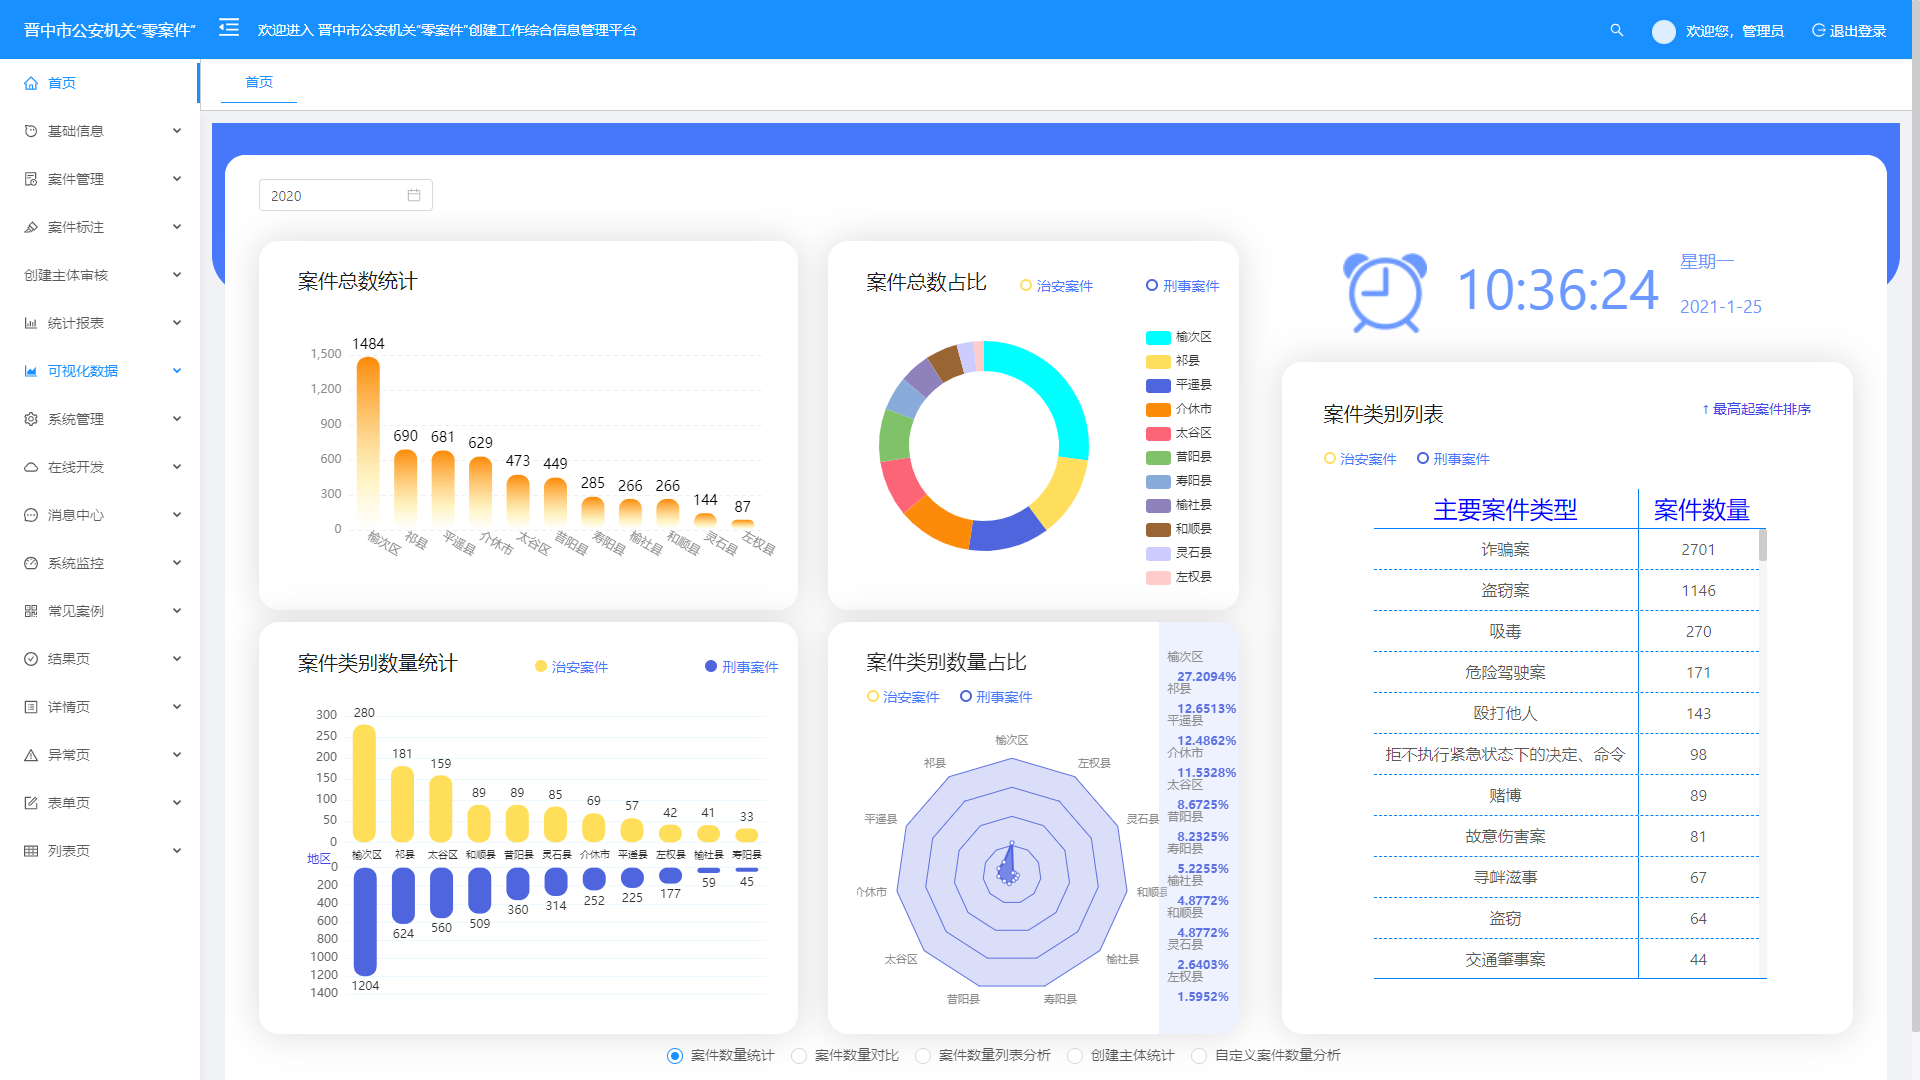 晋中市公安机关“零案件”
欢迎进入 晋中市公安机关“零案件”创建工作综合信息管理平台
欢迎您，管理员
退出登录
首页
基础信息
案件管理
案件标注
创建主体审核
统计报表
可视化数据
系统管理
在线开发
消息中心
系统监控
常见案例
结果页
详情页
异常页
表单页
列表页
首页
2020
案件总数统计
1,500
1,200
900
600
300
0
1484
690
681
629
473
449
285
266
266
144
87
榆次区
祁县
平遥县
介休市
太谷区
昔阳县
寿阳县
榆社县
和顺县
灵石县
左权县
案件总数占比
治安案件
刑事案件
榆次区
祁县
平遥县
介休市
太谷区
昔阳县
寿阳县
榆社县
和顺县
灵石县
左权县
10:36:24
星期一
2021-1-25
案件类别列表
↑ 最高起案件排序
治安案件
刑事案件
主要案件类型 案件数量
诈骗案 2701
盗窃案 1146
吸毒 270
危险驾驶案 171
殴打他人 143
拒不执行紧急状态下的决定、命令 98
赌博 89
故意伤害案 81
寻衅滋事 67
盗窃 64
交通肇事案 44
案件类别数量统计
治安案件
刑事案件
300
250
200
150
100
50
0
280
181
159
89
89
85
69
57
42
41
33
地区
榆次区
祁县
太谷区
和顺县
昔阳县
灵石县
介休市
平遥县
左权县
榆社县
寿阳县
0
200
400
600
800
1000
1200
1400
1204
624
560
509
360
314
252
225
177
59
45
案件类别数量占比
治安案件
刑事案件
榆次区
祁县
平遥县
介休市
太谷区
昔阳县
寿阳县
榆社县
和顺县
灵石县
左权县
榆次区
27.2094%
祁县
12.6513%
平遥县
12.4862%
介休市
11.5328%
太谷区
8.6725%
昔阳县
8.2325%
寿阳县
5.2255%
榆社县
4.8772%
和顺县
4.8772%
灵石县
2.6403%
左权县
1.5952%
案件数量统计
案件数量对比
案件数量列表分析
创建主体统计
自定义案件数量分析